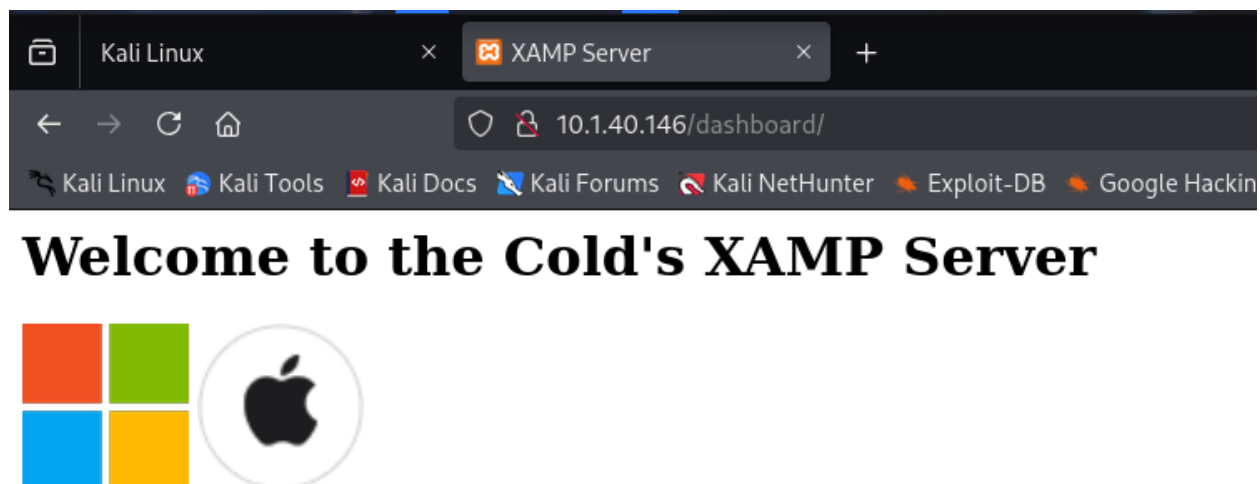 Kali Linux
XAMP Server
10.1.40.146/dashboard/
Kali Linux Kali Tools Kali Docs Kali Forums Kali NetHunter Exploit-DB Google Hackin
Welcome to the Cold's XAMP Server